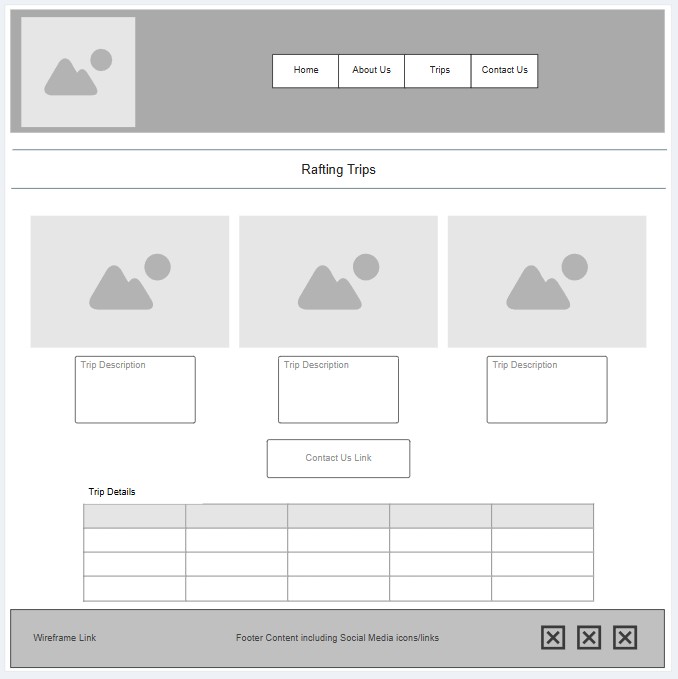 Home
About Us
Trips
Contact Us
Rafting Trips
Trip Description
Trip Description
Trip Description
Contact Us Link
Trip Details
Wireframe Link
Footer Content including Social Media icons/links